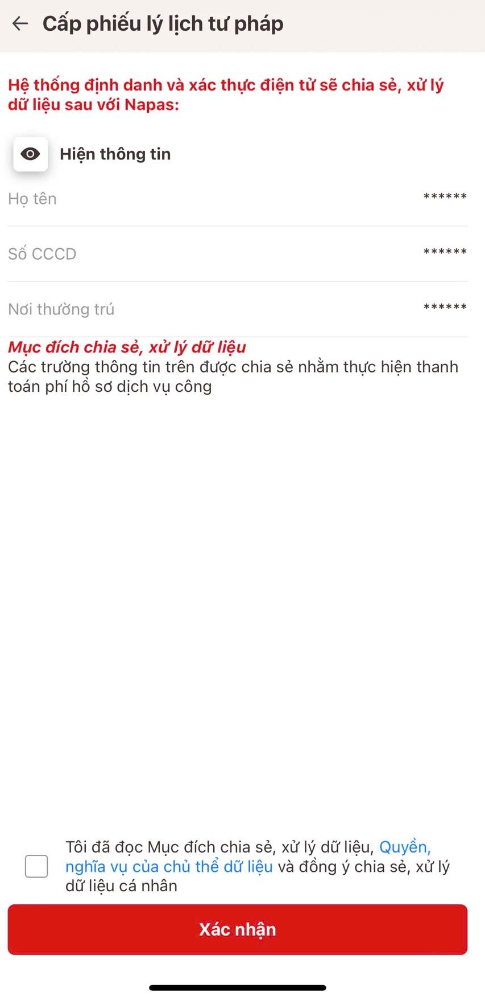 Cấp phiếu lý lịch tư pháp
Hệ thống định danh và xác thực điện tử sẽ chia sẻ, xử lý
dữ liệu sau với Napas:
Hiện thông tin
Họ tên ******
Số CCCD ******
Nơi thường trú ******
Mục đích chia sẻ, xử lý dữ liệu
Các trường thông tin trên được chia sẻ nhằm thực hiện thanh
toán phí hồ sơ dịch vụ công
Tôi đã đọc Mục đích chia sẻ, xử lý dữ liệu, Quyền,
nghĩa vụ của chủ thể dữ liệu và đồng ý chia sẻ, xử lý
dữ liệu cá nhân
Xác nhận